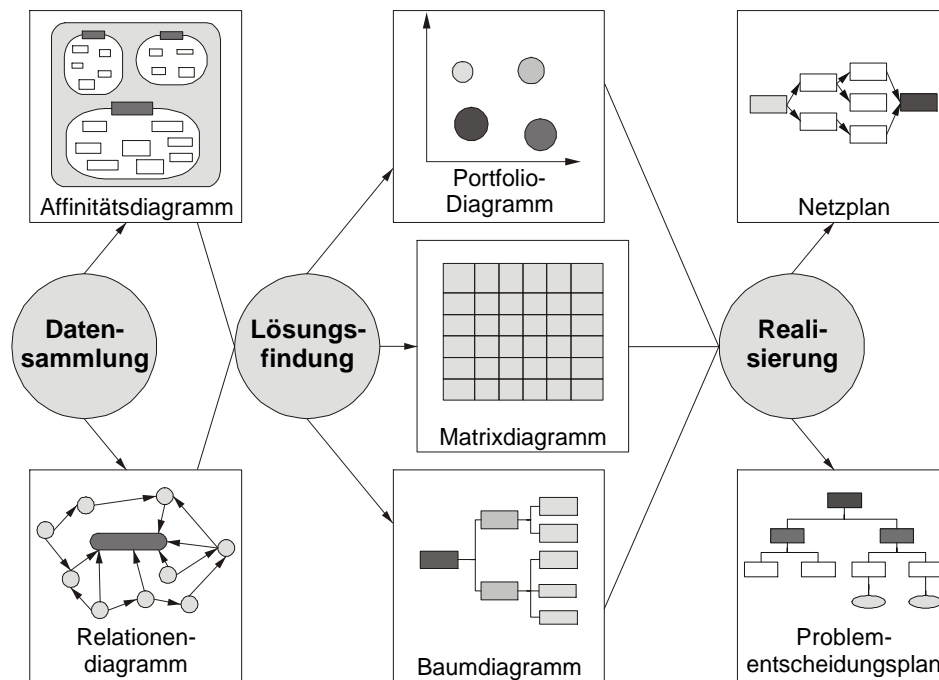 Affinitätsdiagramm
Portfolio-
Diagramm
Netzplan
Daten-
sammlung
Lösungs-
findung
Matrixdiagramm
Reali-
sierung
Relationen-
diagramm
Baumdiagramm
Problem-
entscheidungsplan